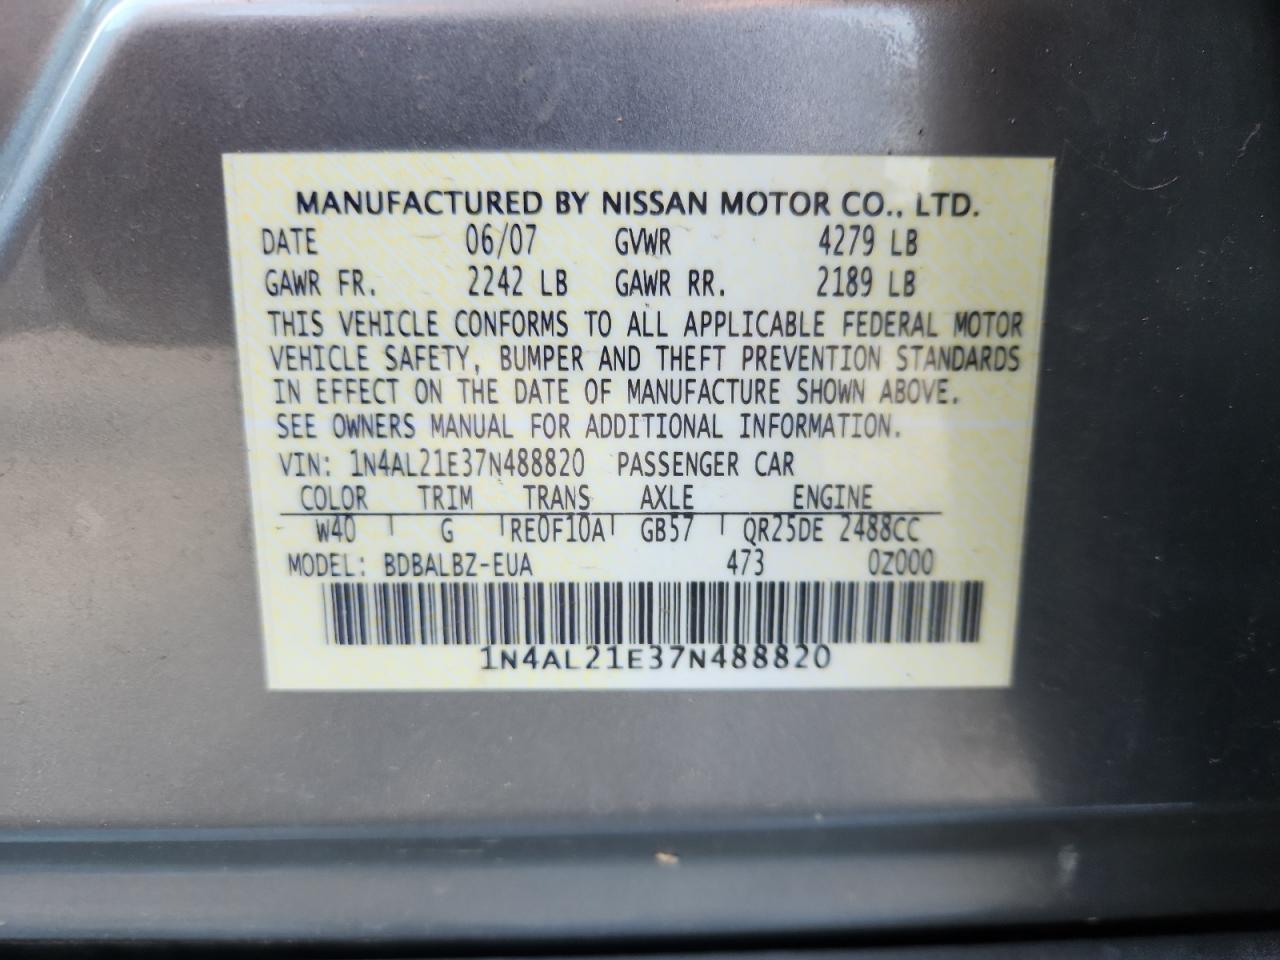 MANUFACTURED BY NISSAN MOTOR CO., LTD.
DATE 06/07 GVWR 4279 LB
GAWR FR. 2242 LB GAWR RR. 2189 LB
THIS VEHICLE CONFORMS TO ALL APPLICABLE FEDERAL MOTOR
VEHICLE SAFETY, BUMPER AND THEFT PREVENTION STANDARDS
IN EFFECT ON THE DATE OF MANUFACTURE SHOWN ABOVE.
SEE OWNERS MANUAL FOR ADDITIONAL INFORMATION.
VIN: 1N4AL21E37N488820 PASSENGER CAR
COLOR TRIM TRANS AXLE ENGINE
W40 G RE0F10A GB57 QR25DE 2488CC
MODEL: BDBALBZ-EUA 473 0Z000
1N4AL21E37N488820